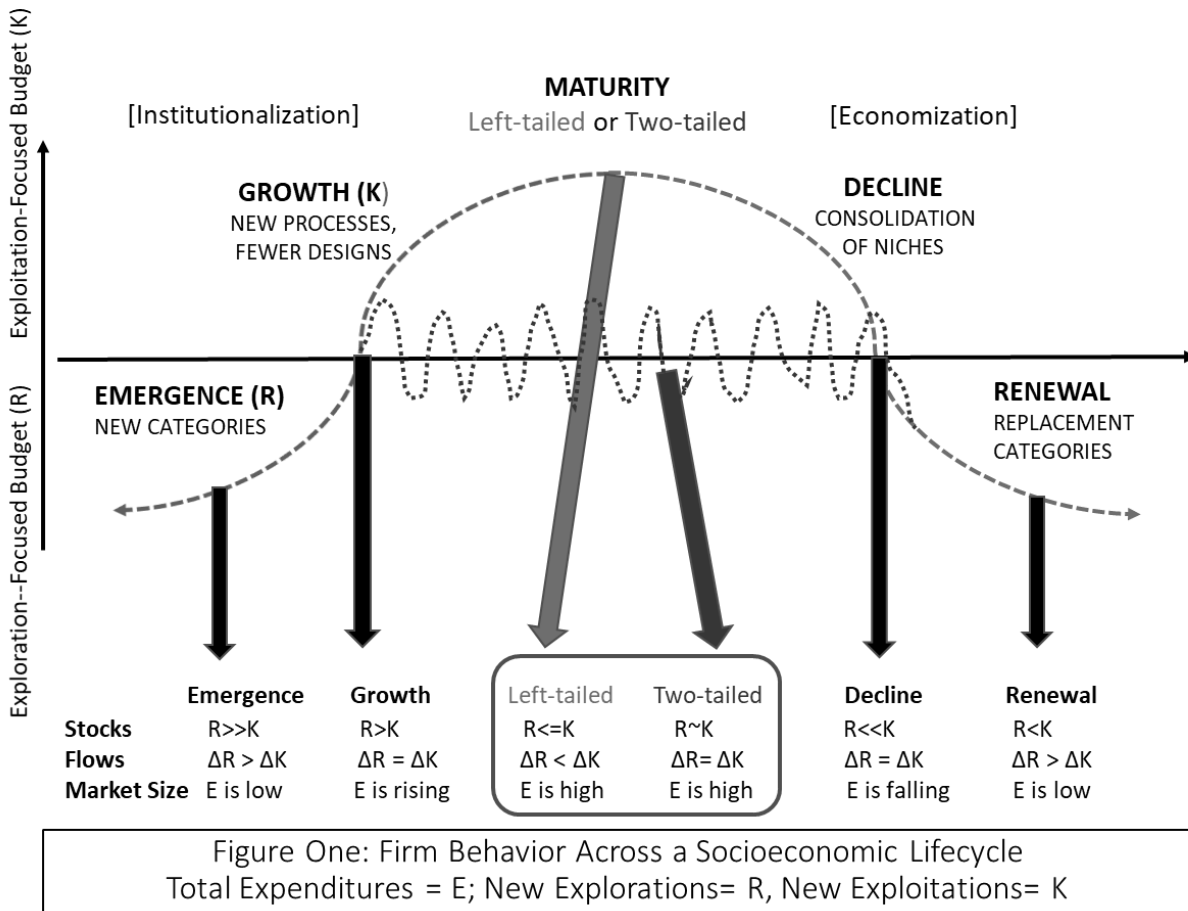 Exploitation-Focused Budget (K)
Exploration--Focused Budget (R)
MATURITY
[Institutionalization]
Left-tailed or Two-tailed
[Economization]
GROWTH (K)
NEW PROCESSES,
FEWER DESIGNS
DECLINE
CONSOLIDATION
OF NICHES
EMERGENCE (R)
NEW CATEGORIES
RENEWAL
REPLACEMENT
CATEGORIES
Emergence Growth Left-tailed Two-tailed Decline Renewal
Stocks R>>K R>K R<=K R~K R<<K R<K
Flows ΔR > ΔK ΔR = ΔK ΔR < ΔK ΔR= ΔK ΔR = ΔK ΔR > ΔK
Market Size E is low E is rising E is high E is high E is falling E is low
Figure One: Firm Behavior Across a Socioeconomic Lifecycle
Total Expenditures = E; New Explorations= R, New Exploitations= K